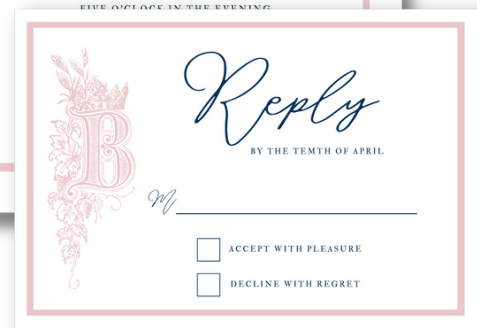 FIVE O'CLOCK IN THE EVENING
B
Reply
BY THE TEMTH OF APRIL
M
ACCEPT WITH PLEASURE
DECLINE WITH REGRET